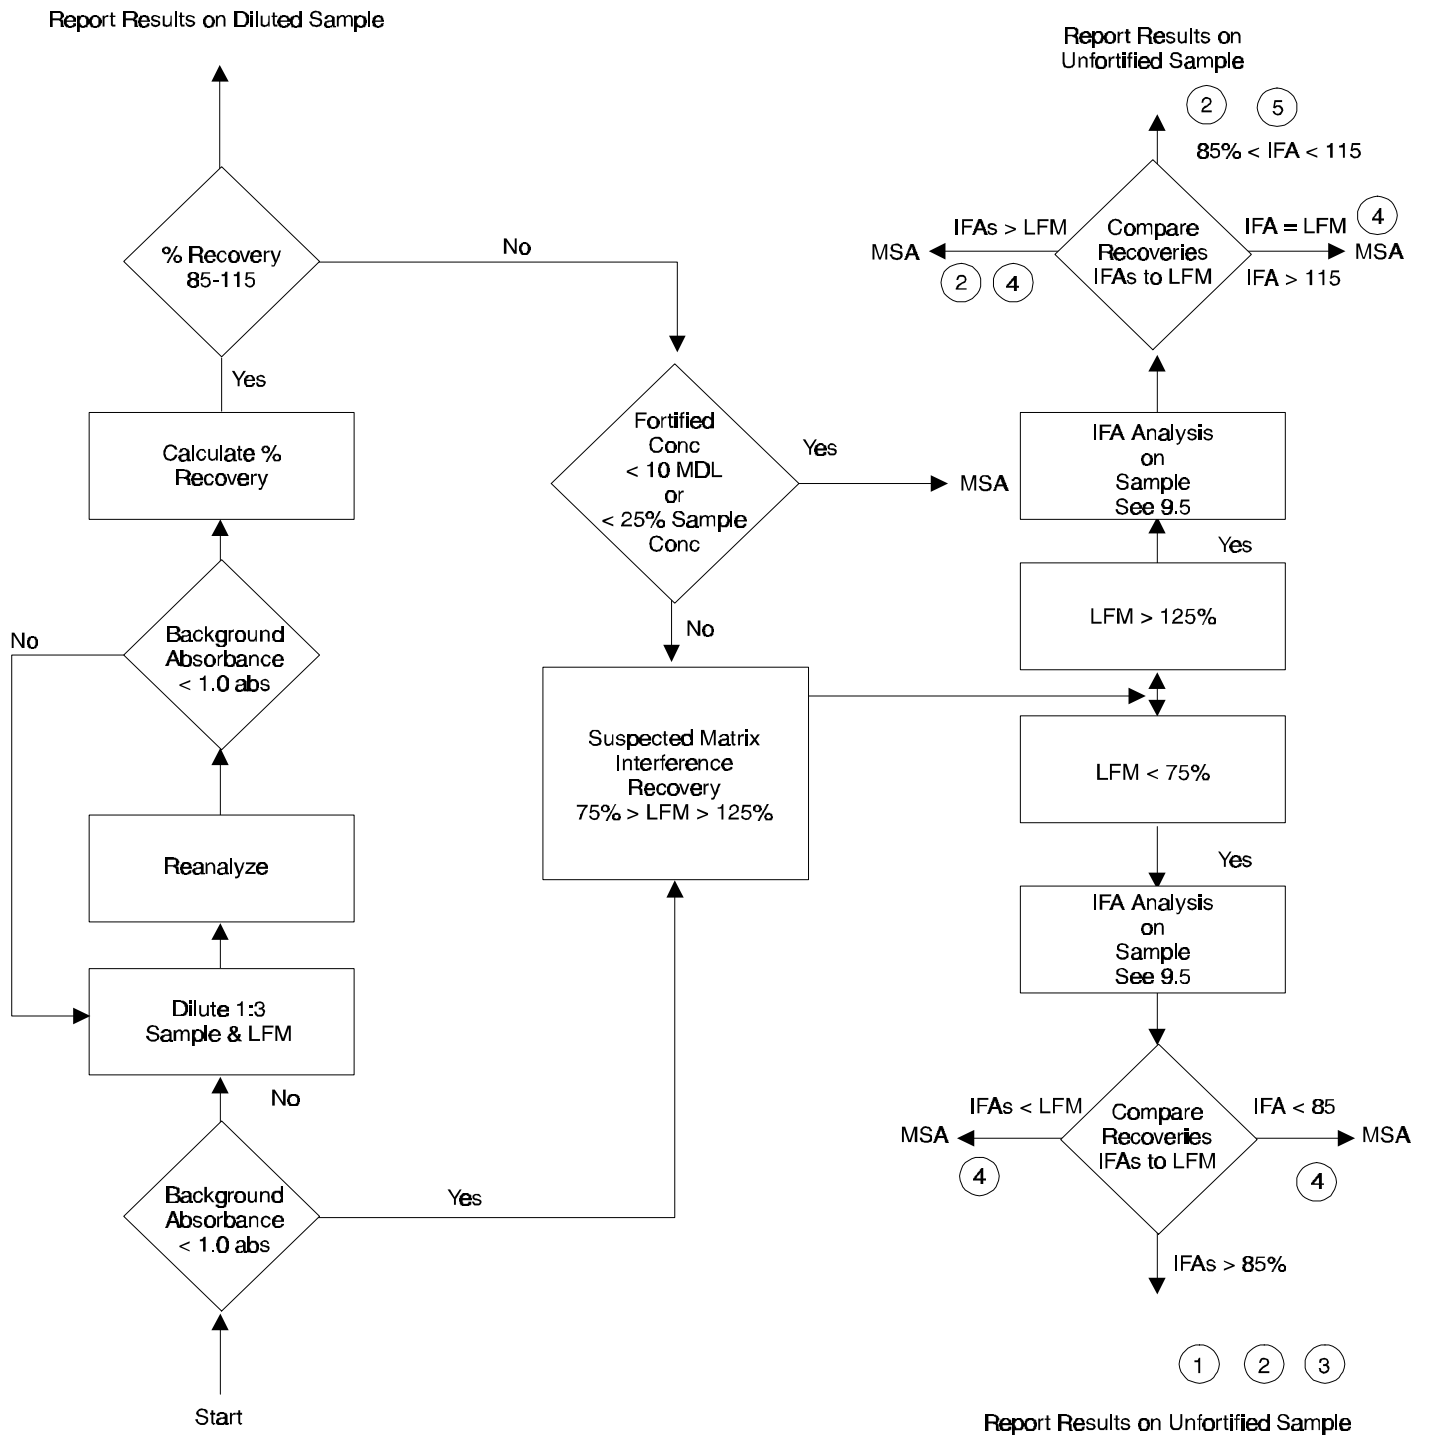 Report Results on Diluted Sample
% Recovery
85-115
No
Yes
Calculate %
Recovery
Background
Absorbance
< 1.0 abs
No
Reanalyze
Dilute 1:3
Sample & LFM
No
Background
Absorbance
< 1.0 abs
Yes
Start
Fortified
Conc
< 10 MDL
or
< 25% Sample
Conc
Yes
MSA
No
Suspected Matrix
Interference
Recovery
75% > LFM > 125%
Report Results on
Unfortified Sample
2 5
85% < IFA < 115
IFAs > LFM
MSA
2 4
Compare
Recoveries
IFAs to LFM
IFA = LFM
4
MSA
IFA > 115
IFA Analysis
on
Sample
See 9.5
Yes
LFM > 125%
LFM < 75%
Yes
IFA Analysis
on
Sample
See 9.5
IFAs < LFM
MSA
4
Compare
Recoveries
IFAs to LFM
IFA < 85
MSA
4
IFAs > 85%
1 2 3
Report Results on Unfortified Sample